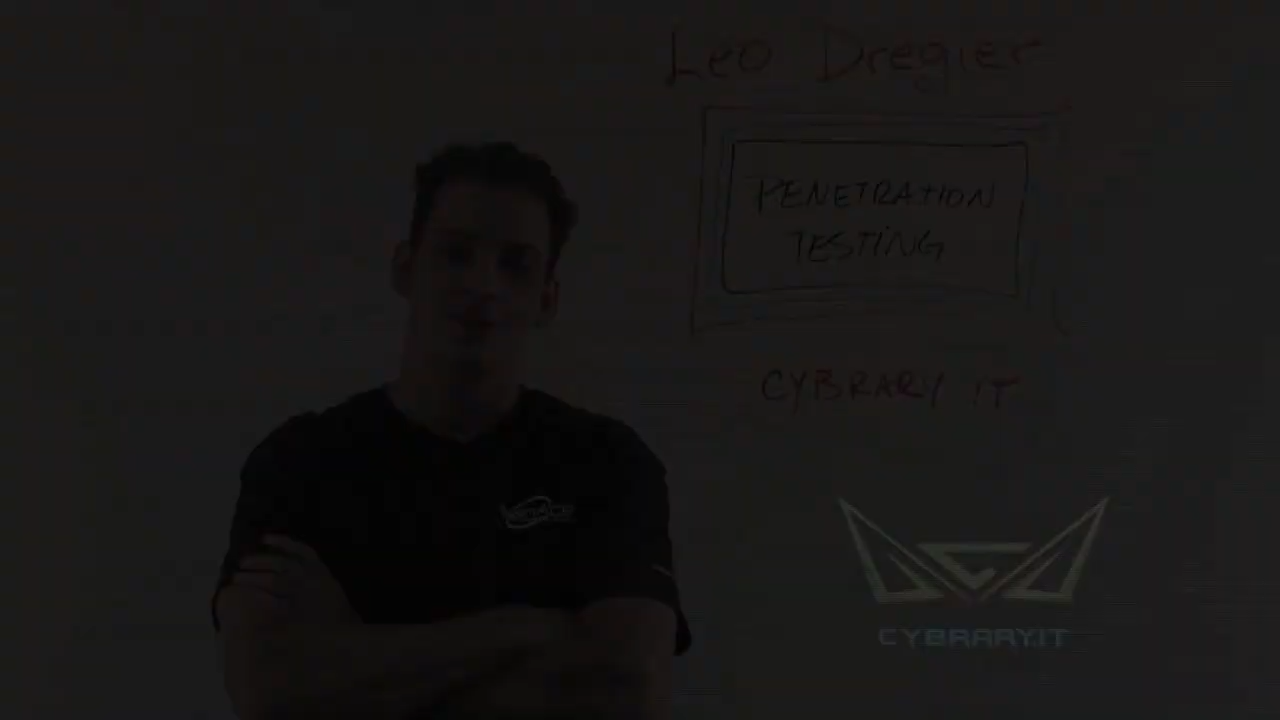 Leo Dregier
PENETRATION
TESTING
CYBRARY IT
CYBRARY.IT